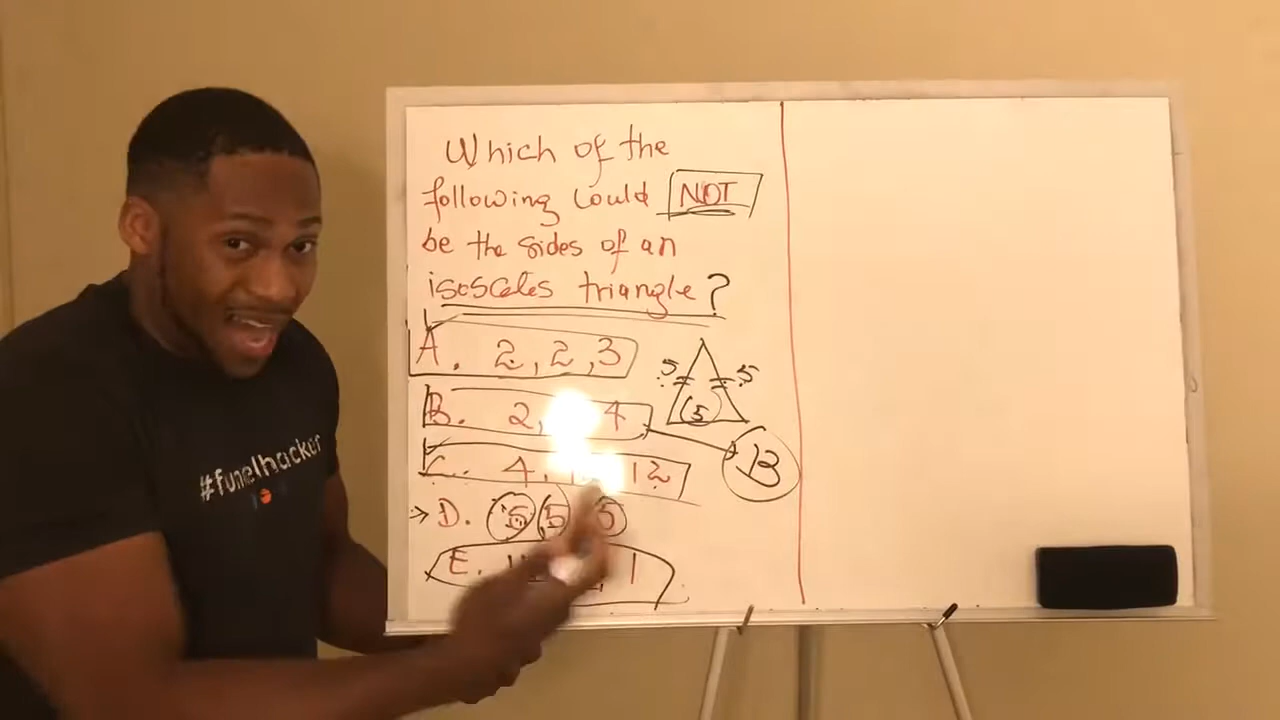 Which of the
following could NOT
be the sides of an
isosceles triangle?
A. 2, 2, 3
5 5
(5)
B. 2, 4
B
C. 4, 12
D. 5 5 5
E. 1
#funnelhacker